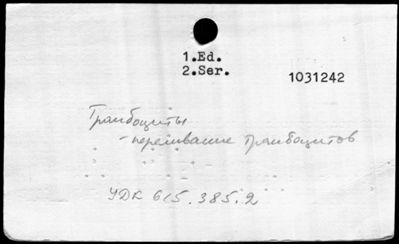 1.Ed.
2.Ser.
1031242
Тромбоциты
- переливание тромбоцитов
УДК 615.385.2